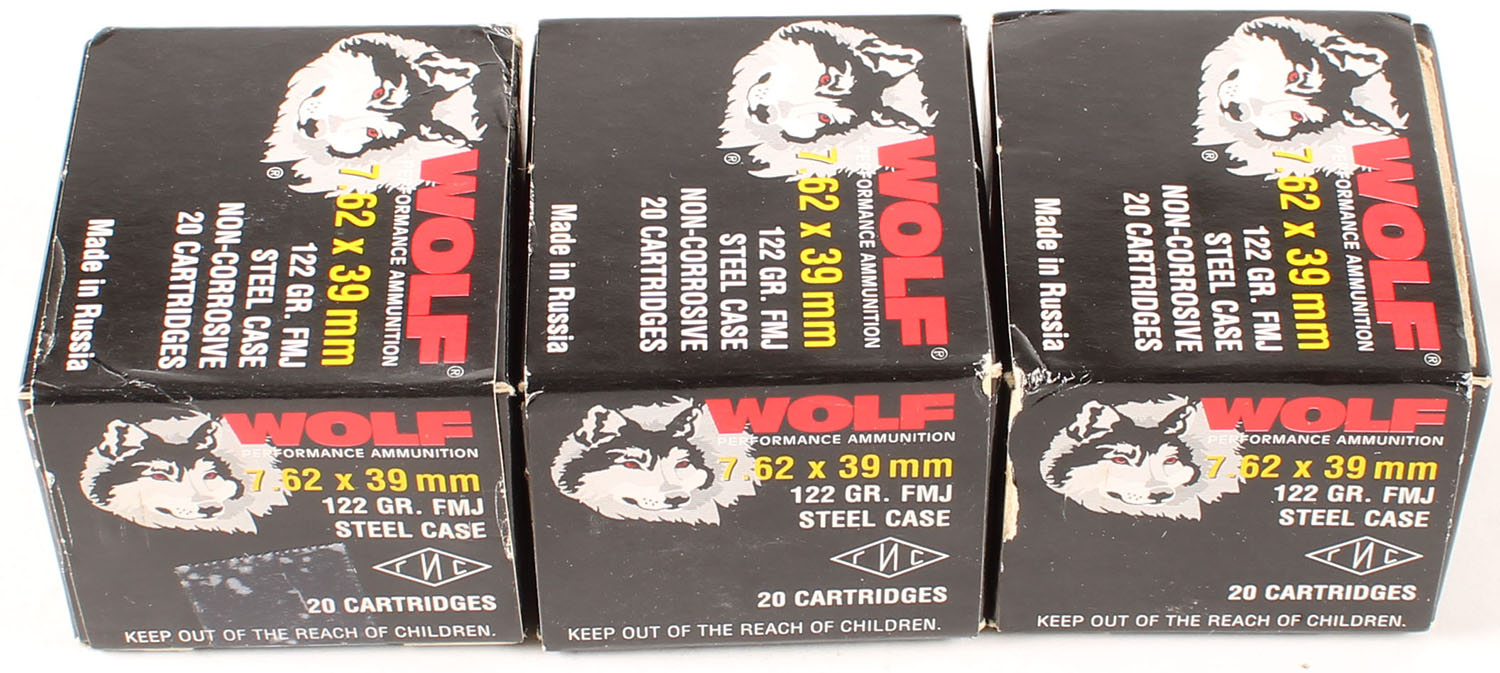 WOLF®
PERFORMANCE AMMUNITION
7.62 x 39 mm
122 GR. FMJ
STEEL CASE
NON-CORROSIVE
20 CARTRIDGES
®
Made in Russia
WOLF
PERFORMANCE AMMUNITION
7.62 x 39 mm
122 GR. FMJ
STEEL CASE
гис
20 CARTRIDGES
KEEP OUT OF THE REACH OF CHILDREN.
WOLF®
PERFORMANCE AMMUNITION
7.62 x 39 mm
122 GR. FMJ
STEEL CASE
NON-CORROSIVE
20 CARTRIDGES
®
Made in Russia
WOLF
PERFORMANCE AMMUNITION
7.62 x 39 mm
122 GR. FMJ
STEEL CASE
гис
20 CARTRIDGES
KEEP OUT OF THE REACH OF CHILDREN.
WOLF®
PERFORMANCE AMMUNITION
7.62 x 39 mm
122 GR. FMJ
STEEL CASE
NON-CORROSIVE
20 CARTRIDGES
®
Made in Russia
WOLF
PERFORMANCE AMMUNITION
7.62 x 39 mm
122 GR. FMJ
STEEL CASE
гис
20 CARTRIDGES
KEEP OUT OF THE REACH OF CHILDREN.